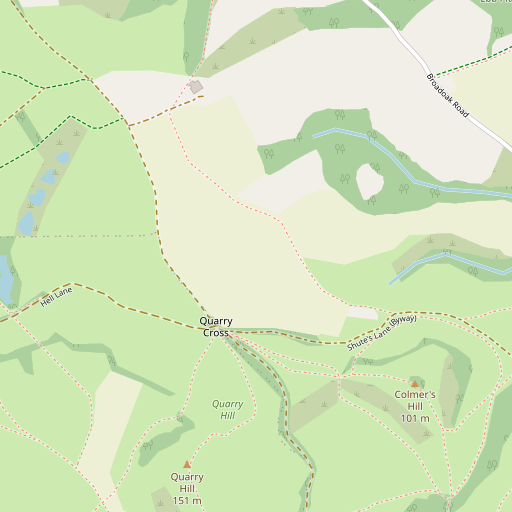 Broadoak Road
Hell Lane
Quarry
Cross
Shute's Lane (Byway)
Colmer's
Hill
101 m
Quarry
Hill
Quarry
Hill
151 m